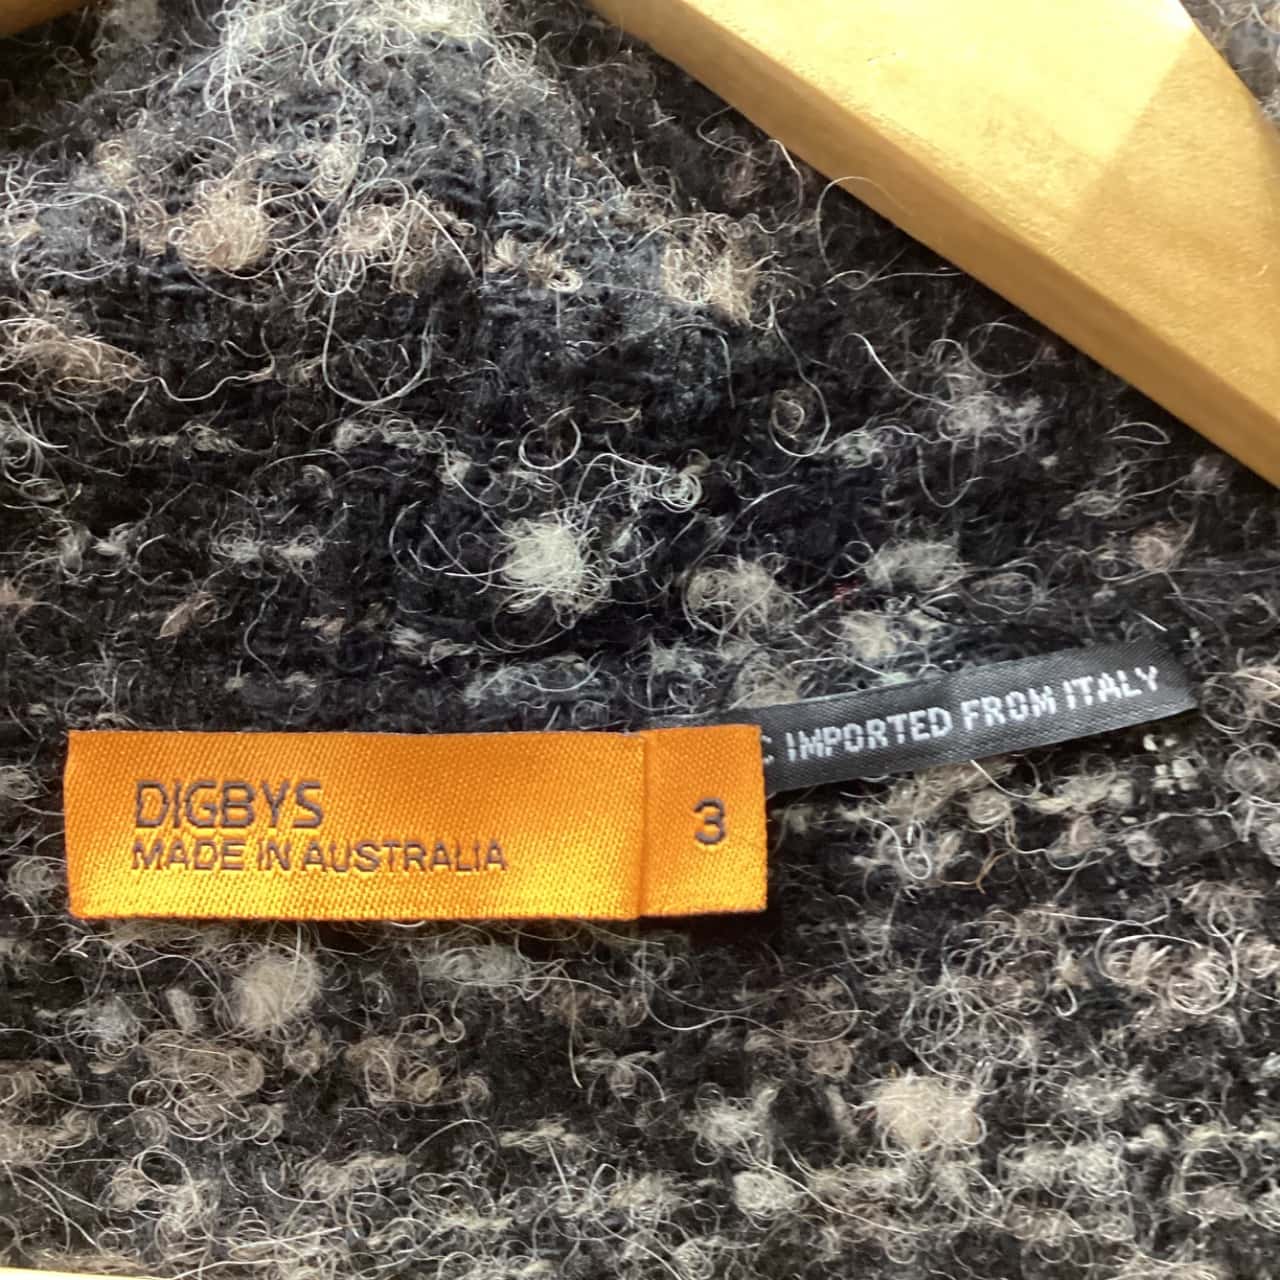 DIGBYS
MADE IN AUSTRALIA
3
IMPORTED FROM ITALY